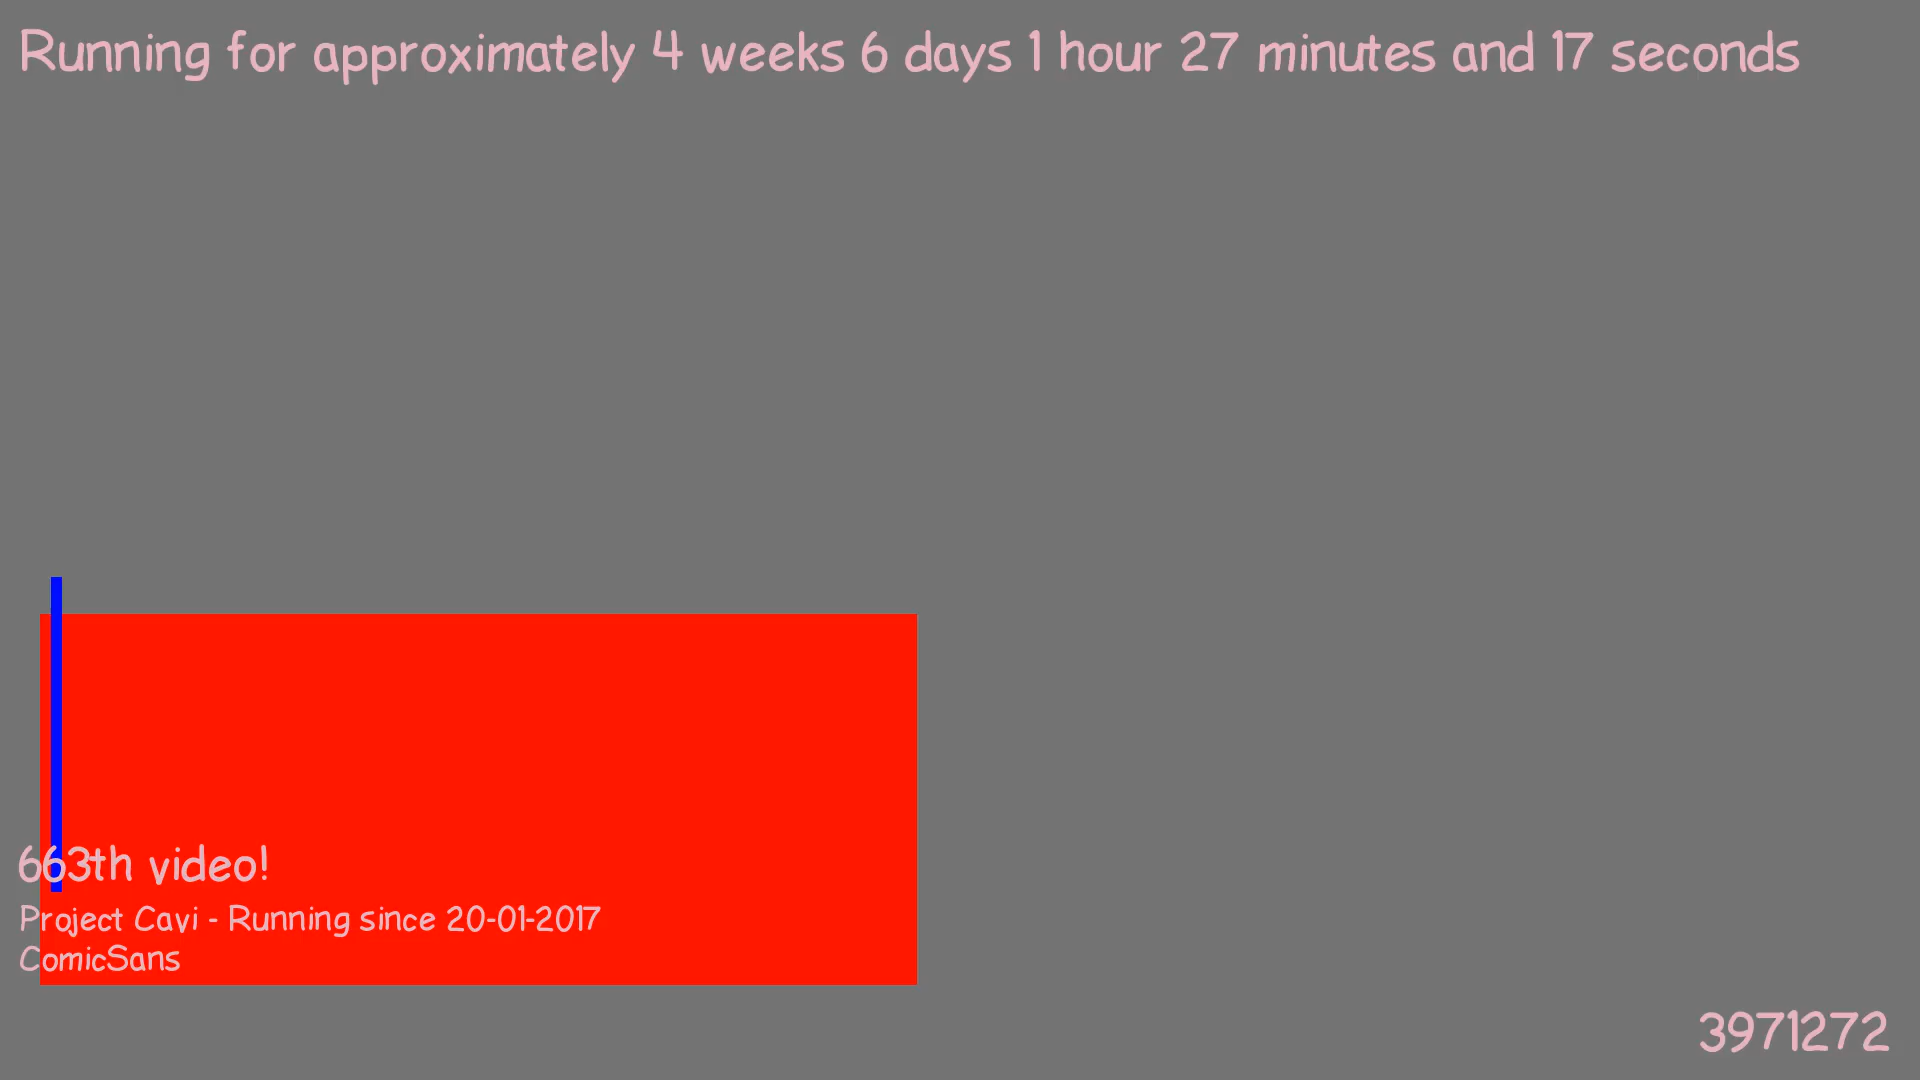 Running for approximately 4 weeks 6 days 1 hour 27 minutes and 17 seconds
663th video!
Project Cavi - Running since 20-01-2017
ComicSans
3971272